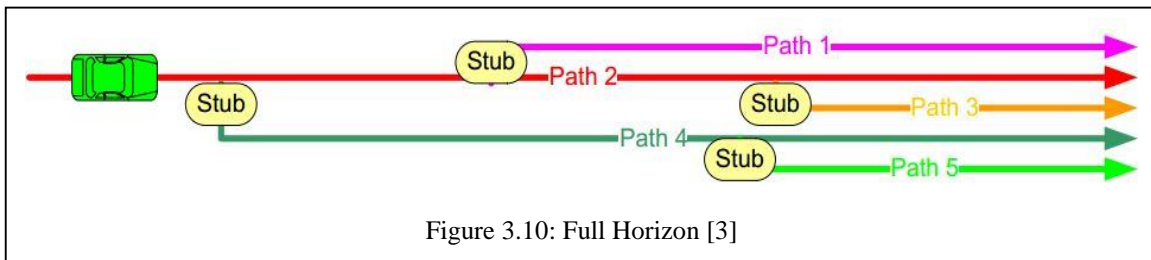 Path 1
Stub
Path 2
Stub
Stub
Path 3
Path 4
Stub
Path 5
Figure 3.10: Full Horizon [3]